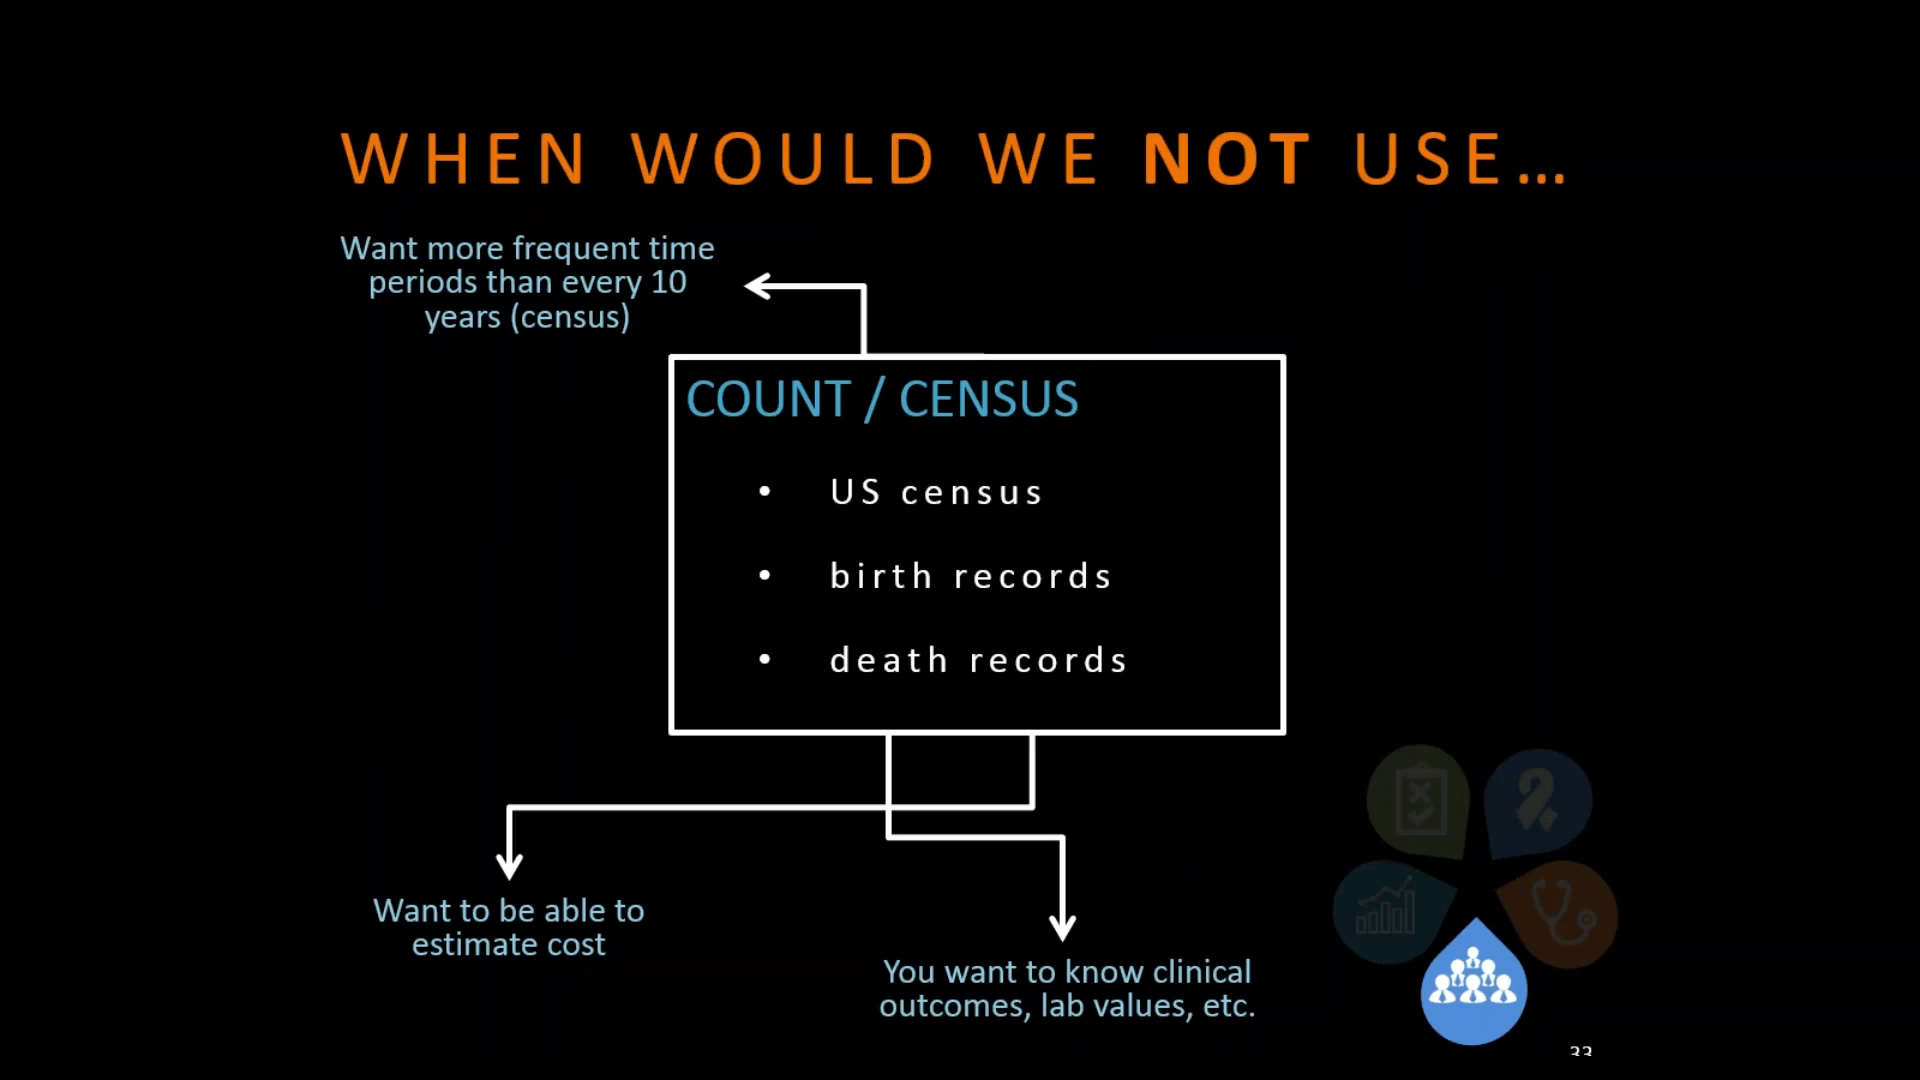 WHEN WOULD WE NOT USE…
Want more frequent time
periods than every 10
years (census)
COUNT / CENSUS
• US census
• birth records
• death records
Want to be able to
estimate cost
You want to know clinical
outcomes, lab values, etc.
33